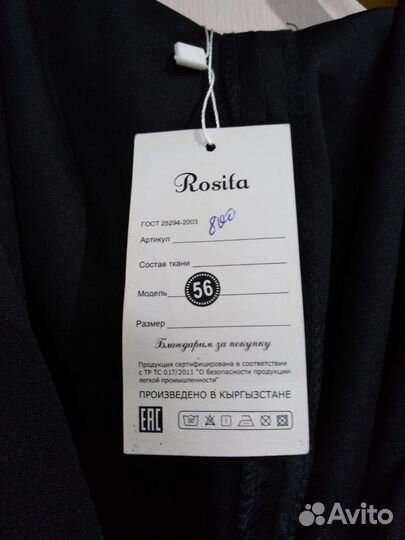 Rosita
ГОСТ 25294-2003
Артикул 800
Состав ткани
Модель 56
Размер
Благодарим за покупку
Продукция сертифицирована в соответствии
с ТР ТС 017/2011 "О безопасности продукции
легкой промышленности"
ПРОИЗВЕДЕНО В КЫРГЫЗСТАНЕ
EAC 30
Avito